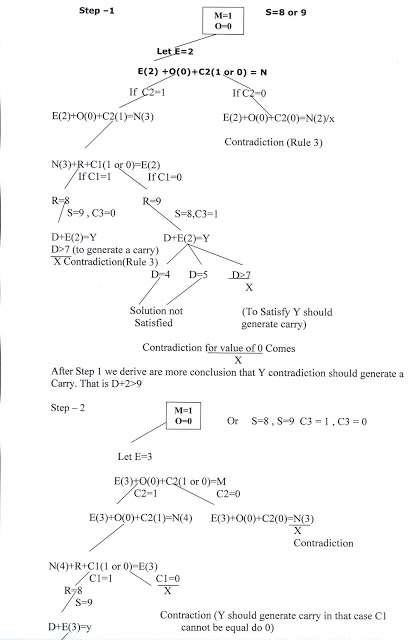 Step –1
M=1
O=0
S=8 or 9
Let E=2
E(2) +O(0)+C2(1 or 0) = N
If C2=1 If C2=0
E(2)+O(0)+C2(1)=N(3) E(2)+O(0)+C2(0)=N(2)/x
Contradiction (Rule 3)
N(3)+R+C1(1 or 0)=E(2)
If C1=1 If C1=0
R=8 R=9
S=9 , C3=0 S=8,C3=1
D+E(2)=Y D+E(2)=Y
D>7 (to generate a carry)
X Contradiction(Rule 3)
D=4 D=5 D>7
X
Solution not (To Satisfy Y should
Satisfied generate carry)
Contradiction for value of 0 Comes
X
After Step 1 we derive are more conclusion that Y contradiction should generate a
Carry. That is D+2>9
Step – 2
M=1
O=0
Or S=8 , S=9 C3 = 1 , C3 = 0
Let E=3
E(3)+O(0)+C2(1 or 0)=M
C2=1 C2=0
E(3)+O(0)+C2(1)=N(4) E(3)+O(0)+C2(0)=N(3)
X
Contradiction
N(4)+R+C1(1 or 0)=E(3)
C1=1 C1=0
R=8 X
S=9
Contraction (Y should generate carry in that case C1
D+E(3)=y cannot be equal do 0)